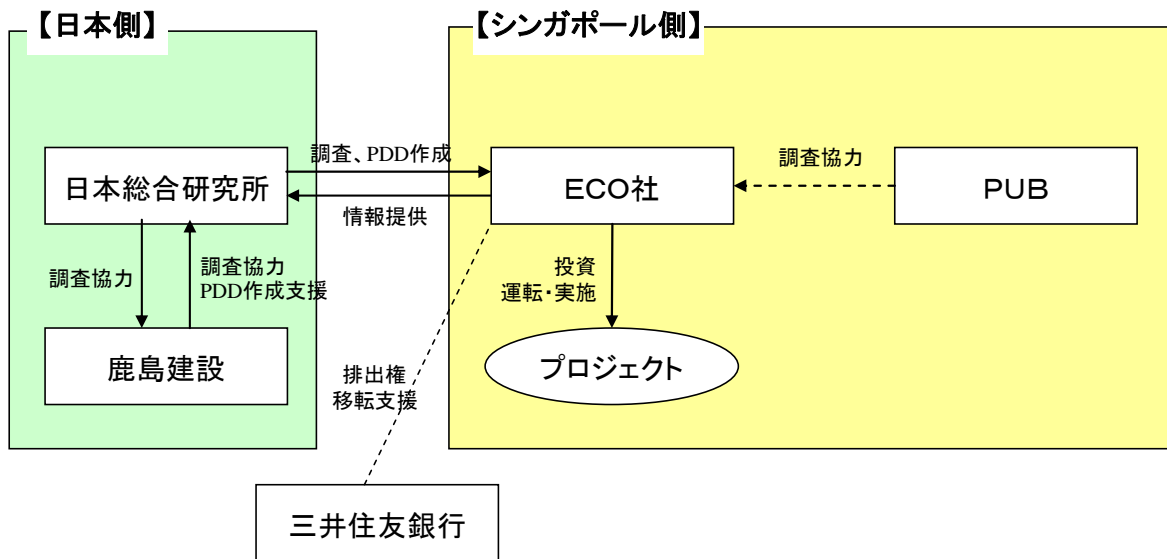 【日本側】
【シンガポール側】
調査、PDD作成
調査協力
日本総合研究所
ECO社
PUB
情報提供
調査協力
調査協力
PDD作成支援
投資
運転・実施
鹿島建設
排出権
移転支援
プロジェクト
三井住友銀行